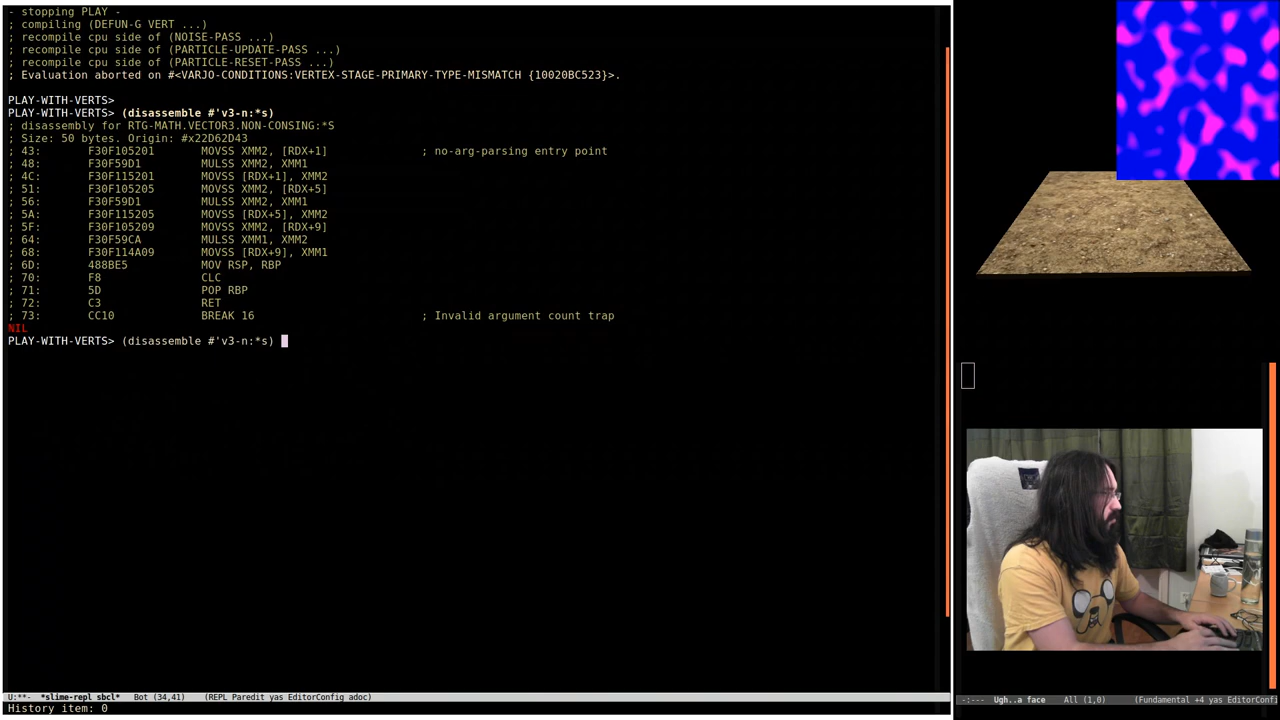 - stopping PLAY -
; compiling (DEFUN-G VERT ...)
; recompile cpu side of (NOISE-PASS ...)
; recompile cpu side of (PARTICLE-UPDATE-PASS ...)
; recompile cpu side of (PARTICLE-RESET-PASS ...)
; Evaluation aborted on #<VARJO-CONDITIONS:VERTEX-STAGE-PRIMARY-TYPE-MISMATCH {10020BC523}>.
PLAY-WITH-VERTS>
PLAY-WITH-VERTS> (disassemble #'v3-n:*s)
; disassembly for RTG-MATH.VECTOR3.NON-CONSING:*S
; Size: 50 bytes. Origin: #x22D62D43
; 43: F30F105201 MOVSS XMM2, [RDX+1] ; no-arg-parsing entry point
; 48: F30F59D1 MULSS XMM2, XMM1
; 4C: F30F115201 MOVSS [RDX+1], XMM2
; 51: F30F105205 MOVSS XMM2, [RDX+5]
; 56: F30F59D1 MULSS XMM2, XMM1
; 5A: F30F115205 MOVSS [RDX+5], XMM2
; 5F: F30F105209 MOVSS XMM2, [RDX+9]
; 64: F30F59CA MULSS XMM1, XMM2
; 68: F30F114A09 MOVSS [RDX+9], XMM1
; 6D: 488BE5 MOV RSP, RBP
; 70: F8 CLC
; 71: 5D POP RBP
; 72: C3 RET
; 73: CC10 BREAK 16 ; Invalid argument count trap
NIL
PLAY-WITH-VERTS> (disassemble #'v3-n:*s)
U:**- *slime-repl sbcl* Bot (34,41) (REPL Paredit yas EditorConfig adoc)
History item: 0
-:--- Ugh..a face All (1,0) (Fundamental +4 yas EditorConfi